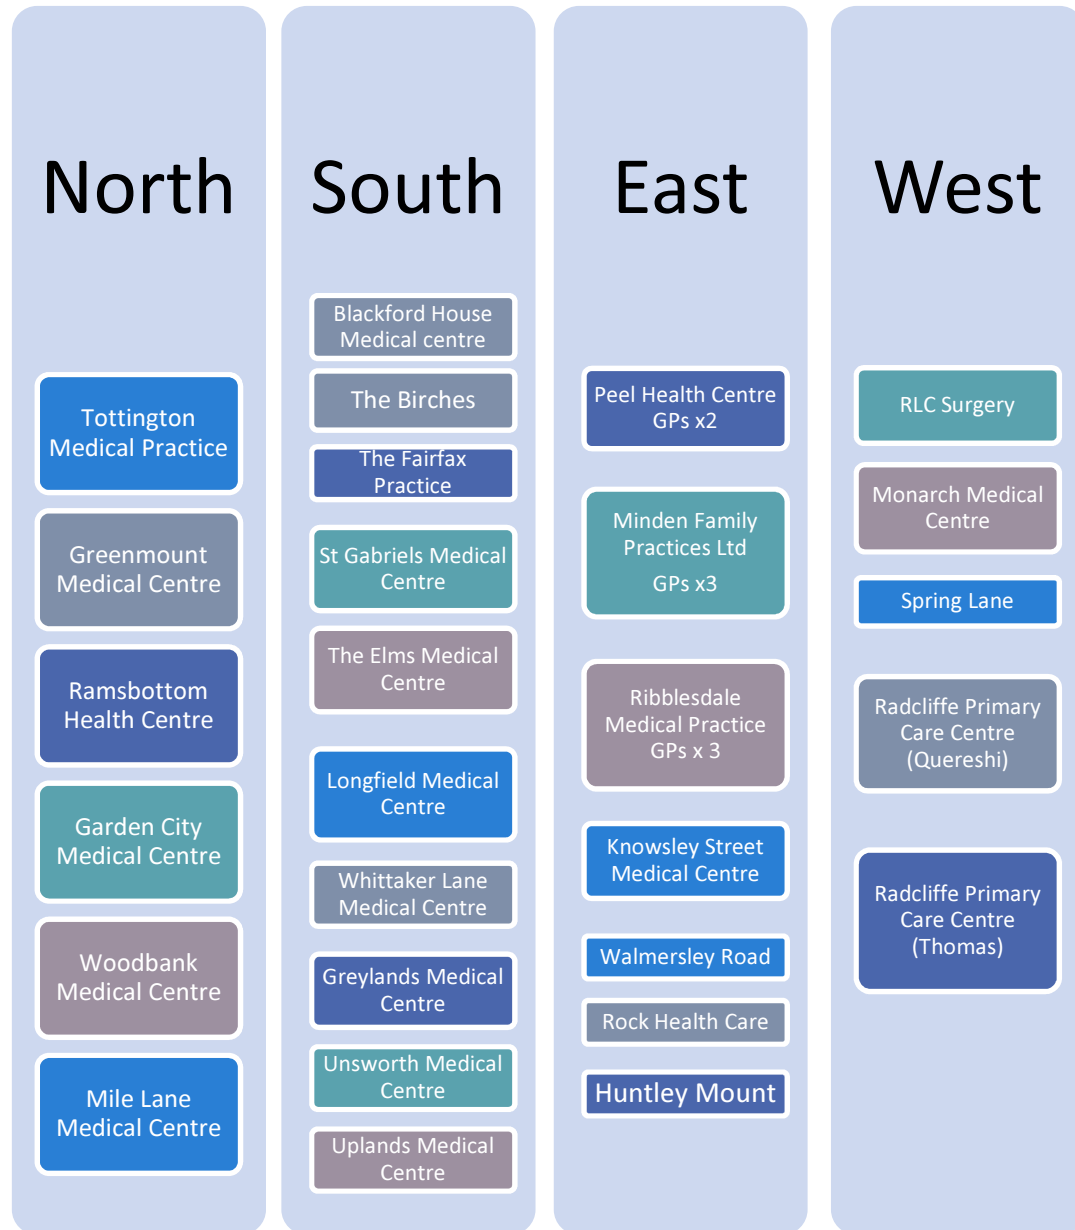 North
Tottington
Medical Practice
Greenmount
Medical Centre
Ramsbottom
Health Centre
Garden City
Medical Centre
Woodbank
Medical Centre
Mile Lane
Medical Centre
South
Blackford House
Medical centre
The Birches
The Fairfax
Practice
St Gabriels Medical
Centre
The Elms Medical
Centre
Longfield Medical
Centre
Whittaker Lane
Medical Centre
Greylands Medical
Centre
Unsworth Medical
Centre
Uplands Medical
Centre
East
Peel Health Centre
GPs x2
Minden Family
Practices Ltd
GPs x3
Ribblesdale
Medical Practice
GPs x 3
Knowsley Street
Medical Centre
Walmersley Road
Rock Health Care
Huntley Mount
West
RLC Surgery
Monarch Medical
Centre
Spring Lane
Radcliffe Primary
Care Centre
(Quereshi)
Radcliffe Primary
Care Centre
(Thomas)